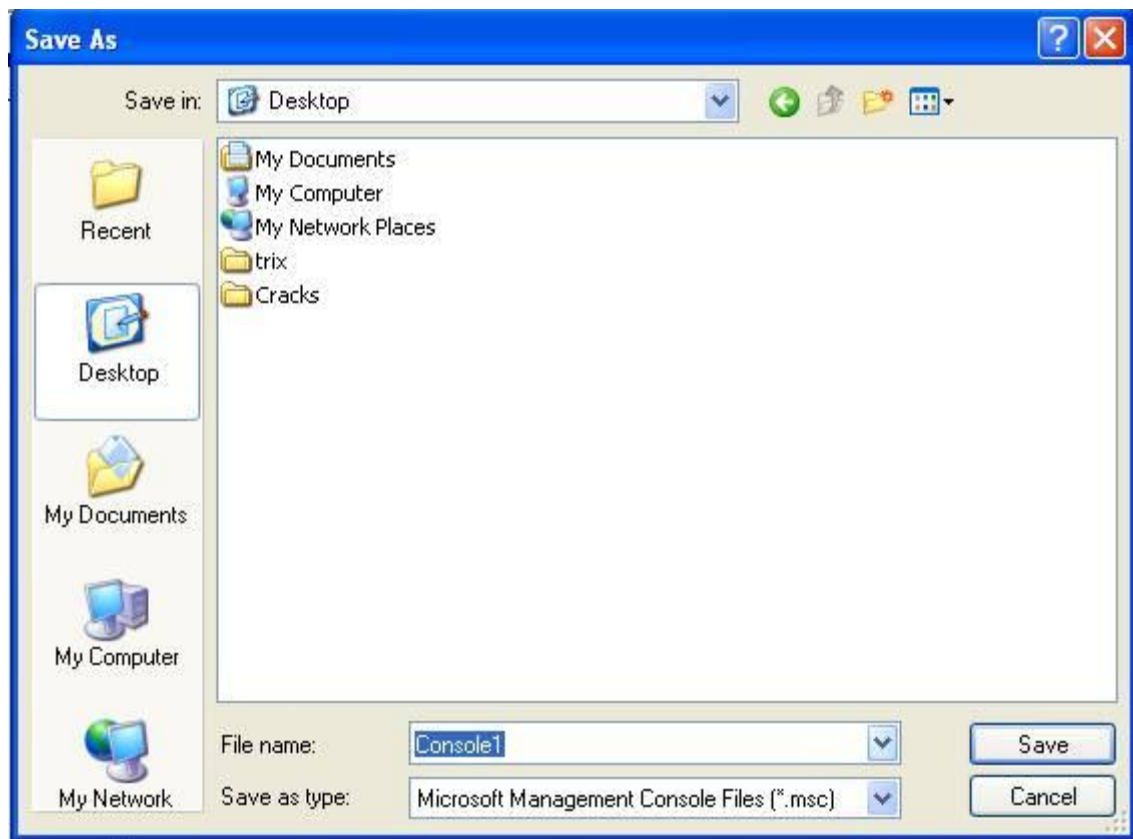 Save As
Save in:
Desktop
My Documents
My Computer
My Network Places
trix
Cracks
Recent
Desktop
My Documents
My Computer
My Network
File name:
Console1
Save
Save as type:
Microsoft Management Console Files (*.msc)
Cancel